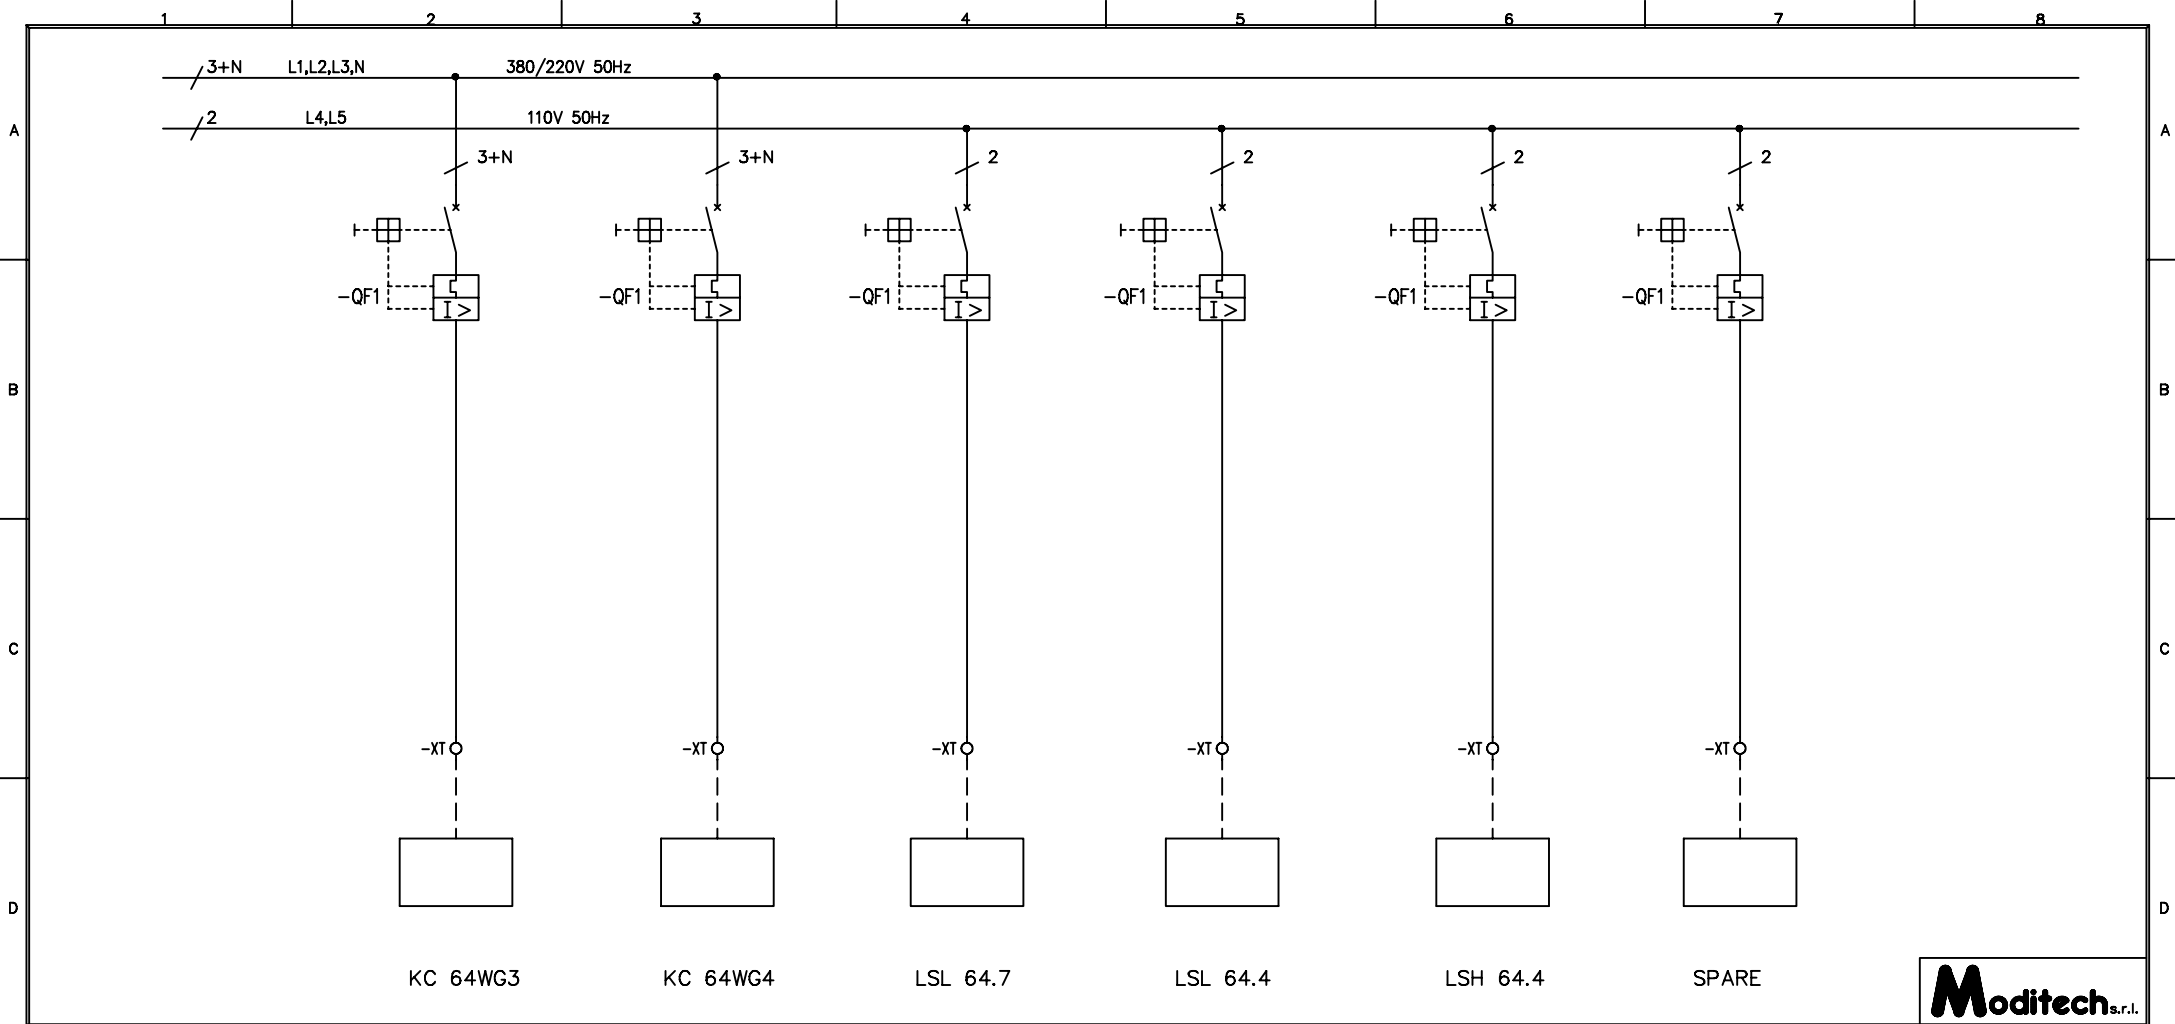 1 2 3 4 5 6 7 8
3+N L1,L2,L3,N 380/220V 50Hz
2 L4,L5 110V 50Hz
A A
3+N 3+N 2 2 2 2
-QF1 -QF1 -QF1 -QF1 -QF1 -QF1
I> I> I> I> I> I>
B B
C C
-XT -XT -XT -XT -XT -XT
D D
KC 64WG3 KC 64WG4 LSL 64.7 LSL 64.4 LSH 64.4 SPARE
Moditech s.r.l.